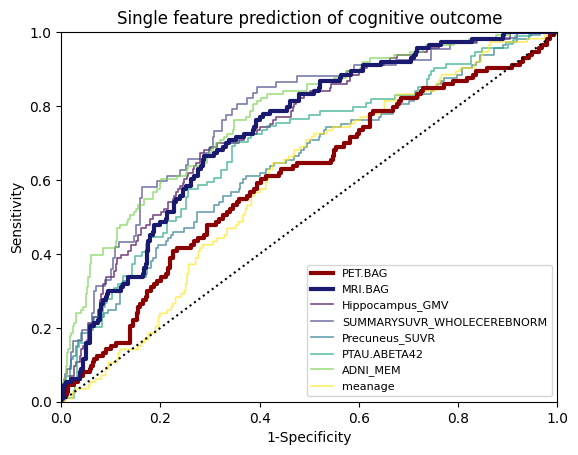 Single feature prediction of cognitive outcome
1.0
0.8
0.6
0.4
0.2
0.0
Sensitivity
PET.BAG
MRI.BAG
Hippocampus_GMV
SUMMARYSUVR_WHOLECEREBNORM
Precuneus_SUVR
PTAU.ABETA42
ADNI_MEM
meanage
0.0 0.2 0.4 0.6 0.8 1.0
1-Specificity